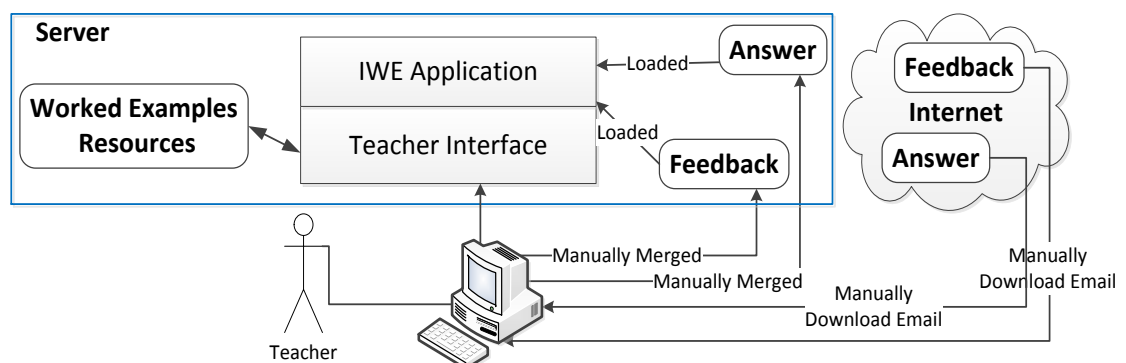 Server
IWE Application
Teacher Interface
Worked Examples
Resources
Loaded
Answer
Loaded
Feedback
Feedback
Internet
Answer
Manually Merged
Manually Merged
Manually
Download Email
Manually
Download Email
Teacher